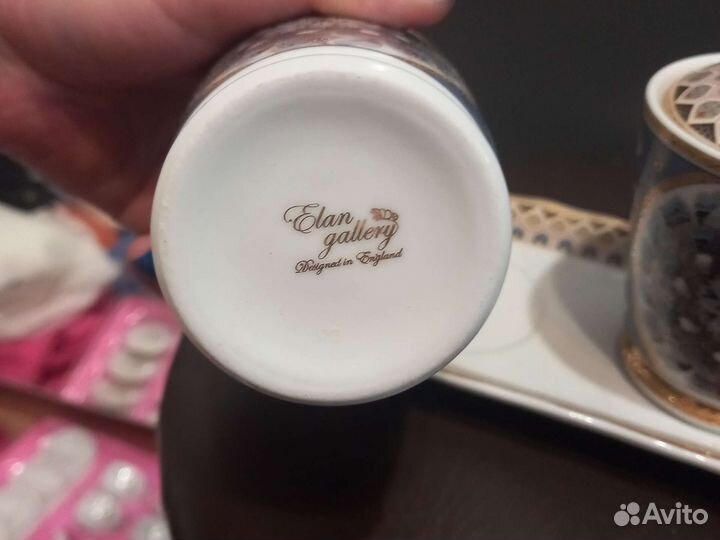 Elan
gallery
Designed in England
Avito